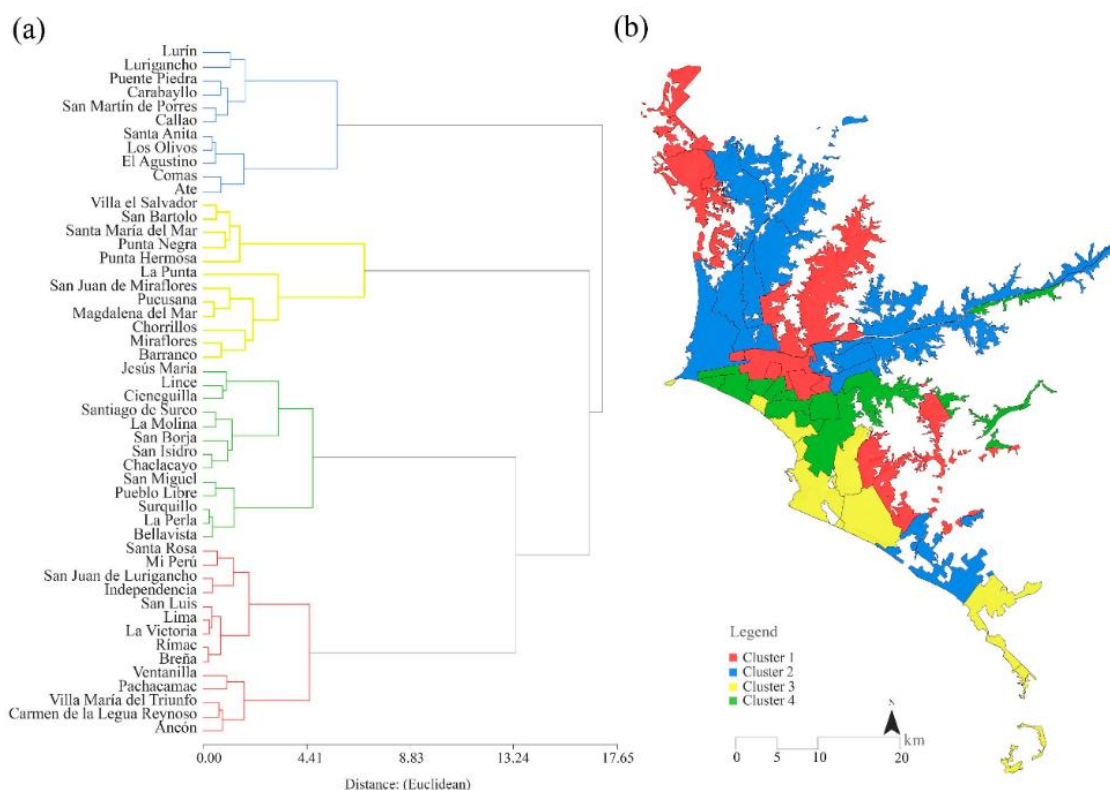 (a)
Lurín
Lurigancho
Puente Piedra
Carabayllo
San Martín de Porres
Callao
Santa Anita
Los Olivos
El Agustino
Comas
Ate
Villa el Salvador
San Bartolo
Santa María del Mar
Punta Negra
Punta Hermosa
La Punta
San Juan de Miraflores
Pucusana
Magdalena del Mar
Chorrillos
Miraflores
Barranco
Jesús María
Lince
Cieneguilla
Santiago de Surco
La Molina
San Borja
San Isidro
Chaclacayo
San Miguel
Pueblo Libre
Surquillo
La Perla
Bellavista
Santa Rosa
Mi Perú
San Juan de Lurigancho
Independencia
San Luis
Lima
La Victoria
Rímac
Breña
Ventanilla
Pachacamac
Villa María del Triunfo
Carmen de la Legua Reynoso
Ancón
0.00 4.41 8.83 13.24 17.65
Distance: (Euclidean)
(b)
Legend
Cluster 1
Cluster 2
Cluster 3
Cluster 4
N
0 5 10 20 km